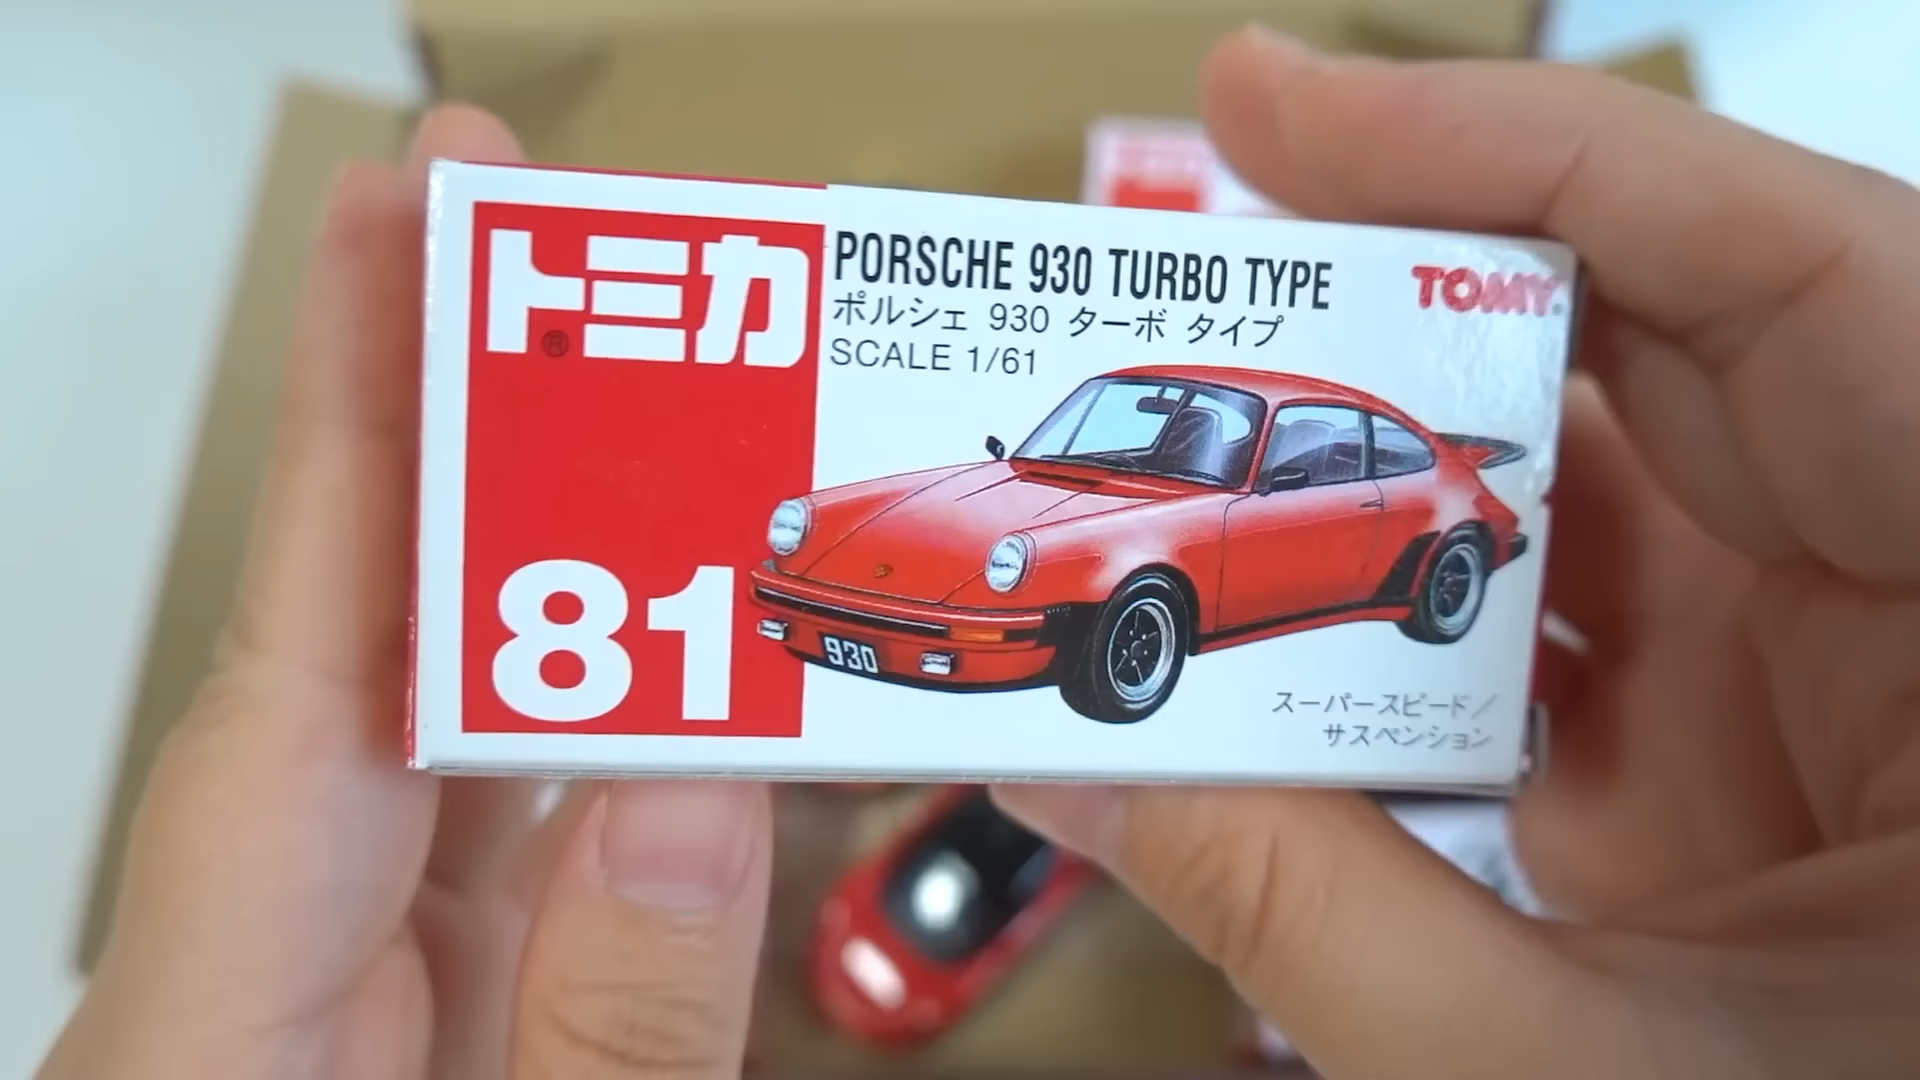 トミカ
PORSCHE 930 TURBO TYPE
TOMY
ポルシェ 930 ターボ タイプ
SCALE 1/61
81
930
スーパースピード/
サスペンション